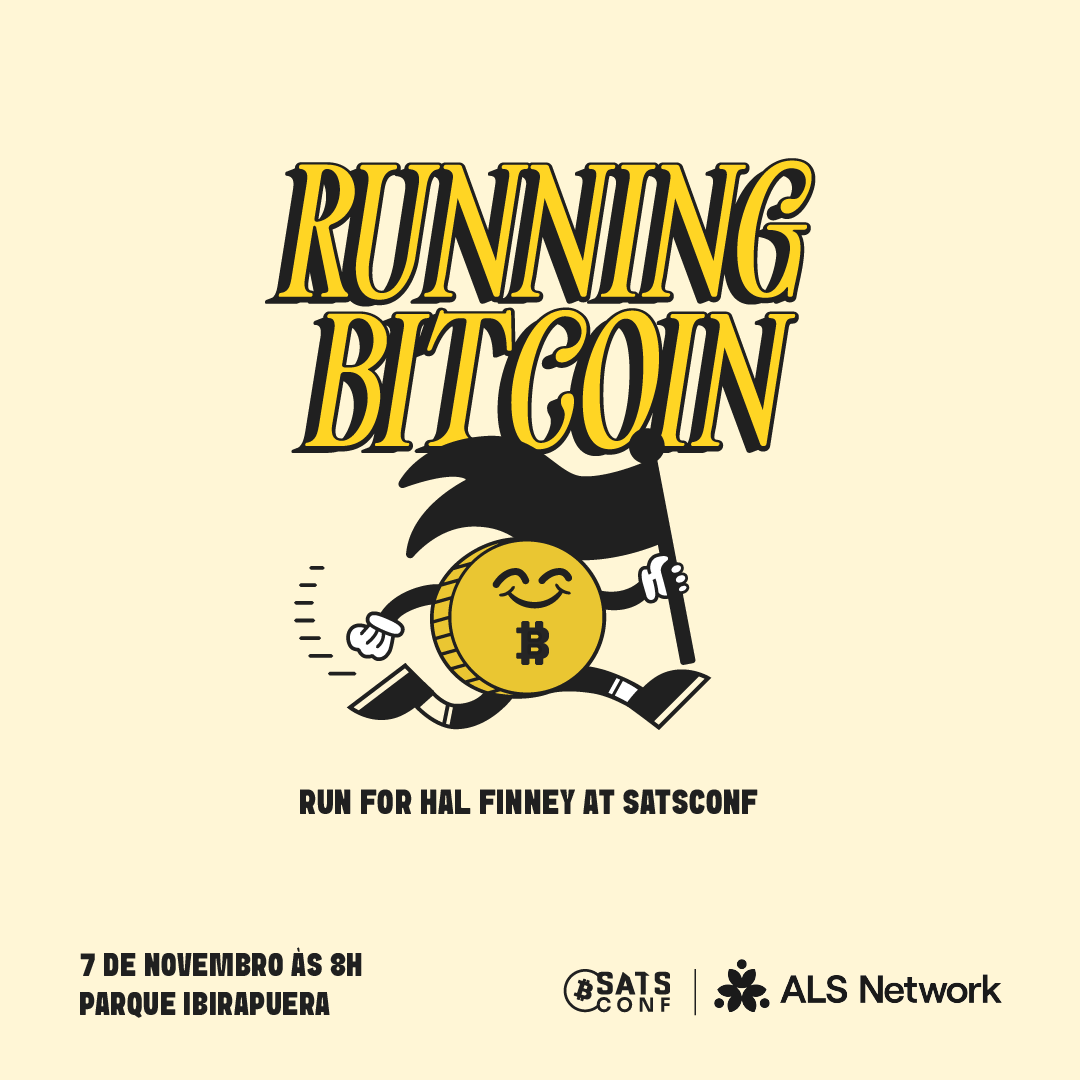 RUNNING
BITCOIN
RUN FOR HAL FINNEY AT SATSCONF
7 DE NOVEMBRO ÀS 8H
PARQUE IBIRAPUERA
SATS
CONF
ALS Network